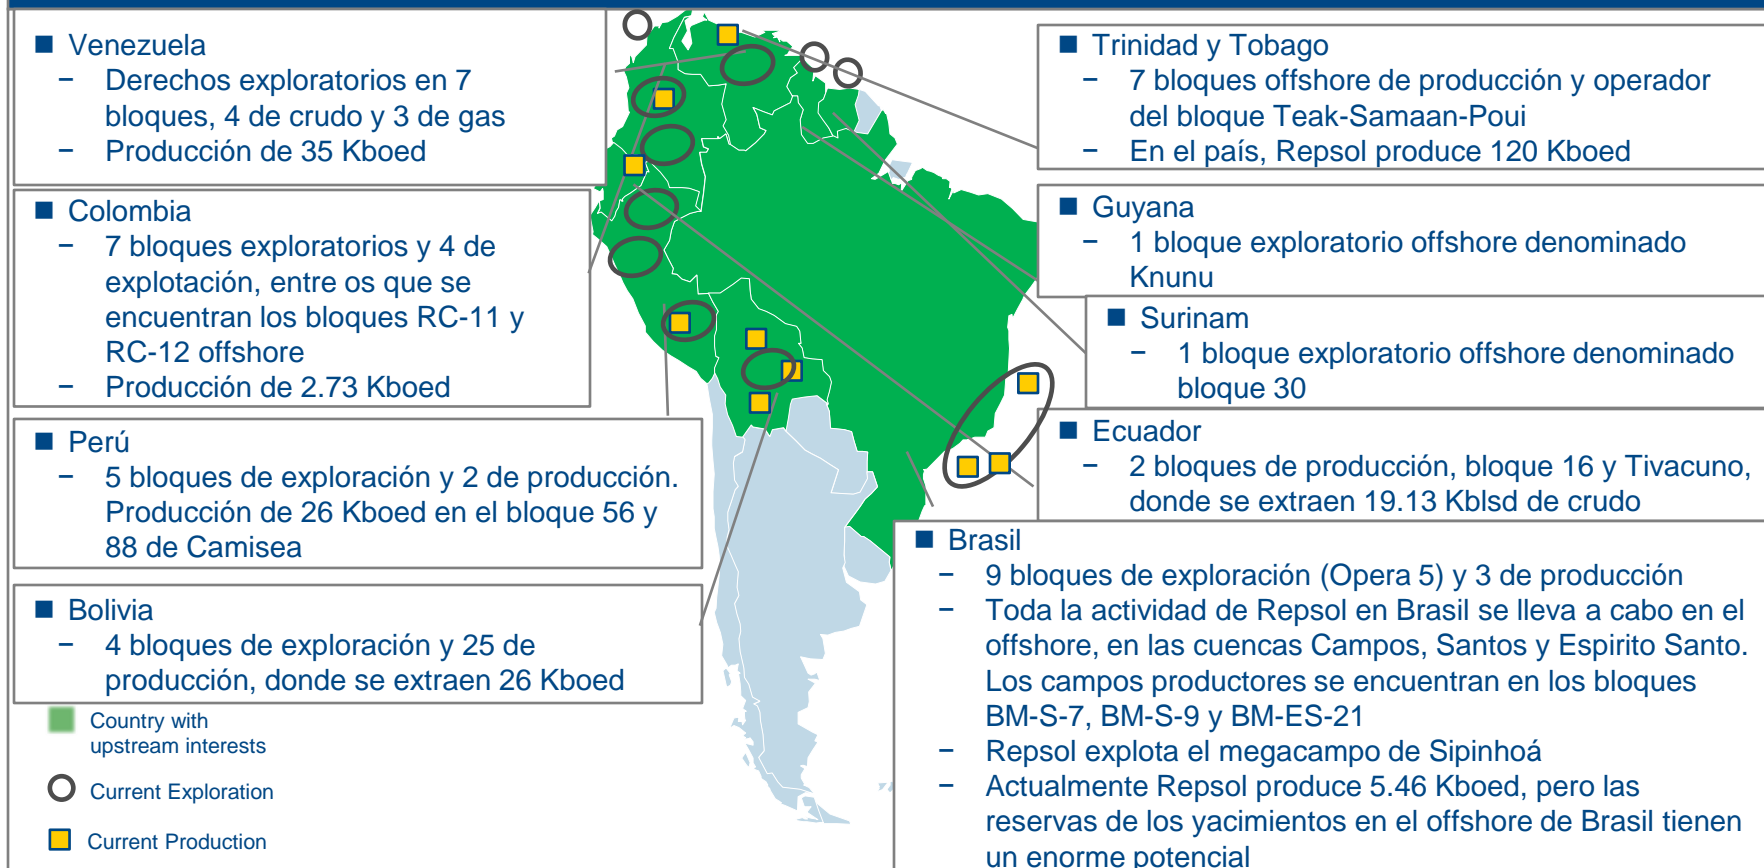 ■ Venezuela
− Derechos exploratorios en 7
bloques, 4 de crudo y 3 de gas
− Producción de 35 Kboed
■ Colombia
− 7 bloques exploratorios y 4 de
explotación, entre os que se
encuentran los bloques RC-11 y
RC-12 offshore
− Producción de 2.73 Kboed
■ Perú
− 5 bloques de exploración y 2 de producción.
Producción de 26 Kboed en el bloque 56 y
88 de Camisea
■ Bolivia
− 4 bloques de exploración y 25 de
producción, donde se extraen 26 Kboed
Country with
upstream interests
Current Exploration
Current Production
■ Trinidad y Tobago
− 7 bloques offshore de producción y operador
del bloque Teak-Samaan-Poui
− En el país, Repsol produce 120 Kboed
■ Guyana
− 1 bloque exploratorio offshore denominado
Knunu
■ Surinam
− 1 bloque exploratorio offshore denominado
bloque 30
■ Ecuador
− 2 bloques de producción, bloque 16 y Tivacuno,
donde se extraen 19.13 Kblsd de crudo
■ Brasil
− 9 bloques de exploración (Opera 5) y 3 de producción
− Toda la actividad de Repsol en Brasil se lleva a cabo en el
offshore, en las cuencas Campos, Santos y Espirito Santo.
Los campos productores se encuentran en los bloques
BM-S-7, BM-S-9 y BM-ES-21
− Repsol explota el megacampo de Sipinhoá
− Actualmente Repsol produce 5.46 Kboed, pero las
reservas de los yacimientos en el offshore de Brasil tienen
un enorme potencial